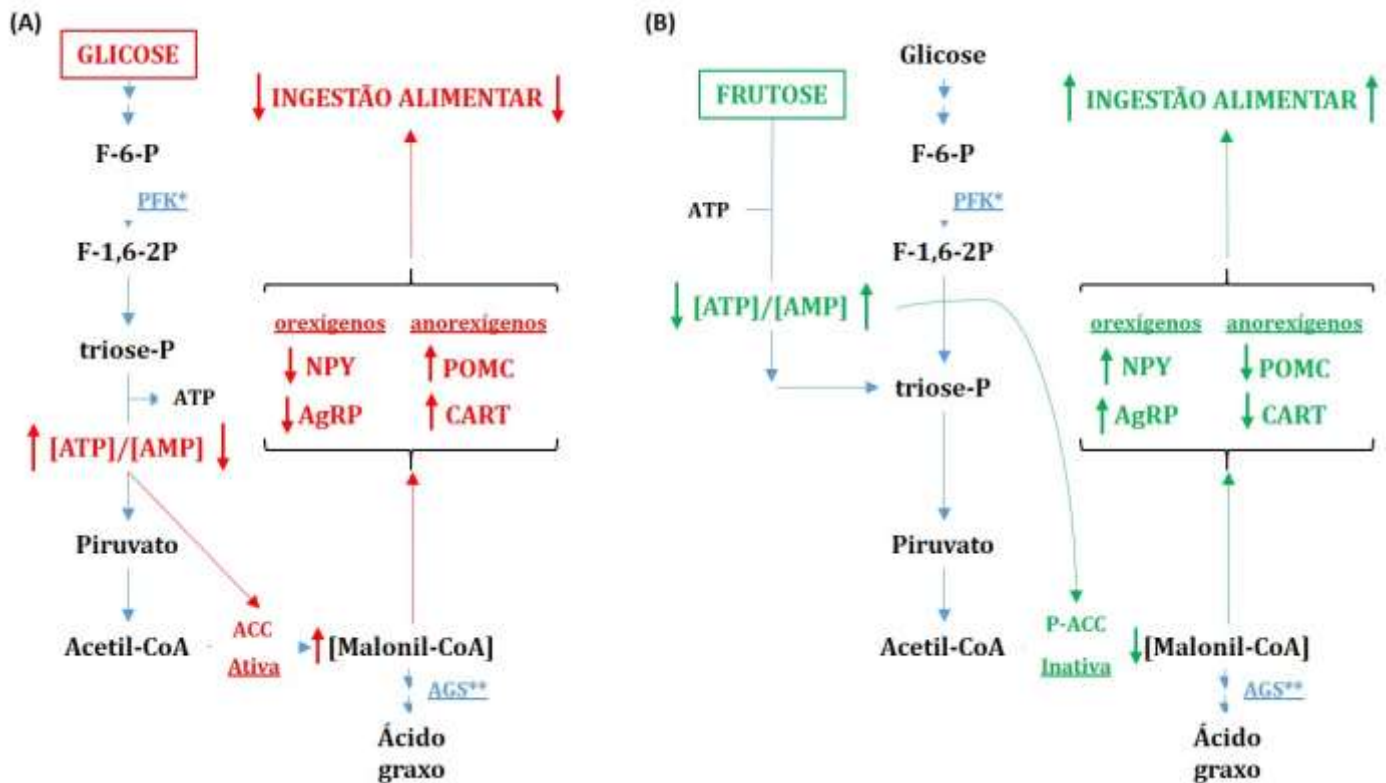 (A)
GLICOSE
INGESTÃO ALIMENTAR
F-6-P
PFK*
F-1,6-2P
orexígenos anorexígenos
NPY POMC
AgRP CART
triose-P
ATP
[ATP]/[AMP]
Piruvato
Acetil-CoA
ACC
Ativa
[Malonil-CoA]
AGS**
Ácido
graxo
(B)
Glicose
FRUTOSE
INGESTÃO ALIMENTAR
F-6-P
ATP
PFK*
F-1,6-2P
[ATP]/[AMP]
orexígenos anorexígenos
NPY POMC
AgRP CART
triose-P
Piruvato
Acetil-CoA
P-ACC
Inativa
[Malonil-CoA]
AGS**
Ácido
graxo